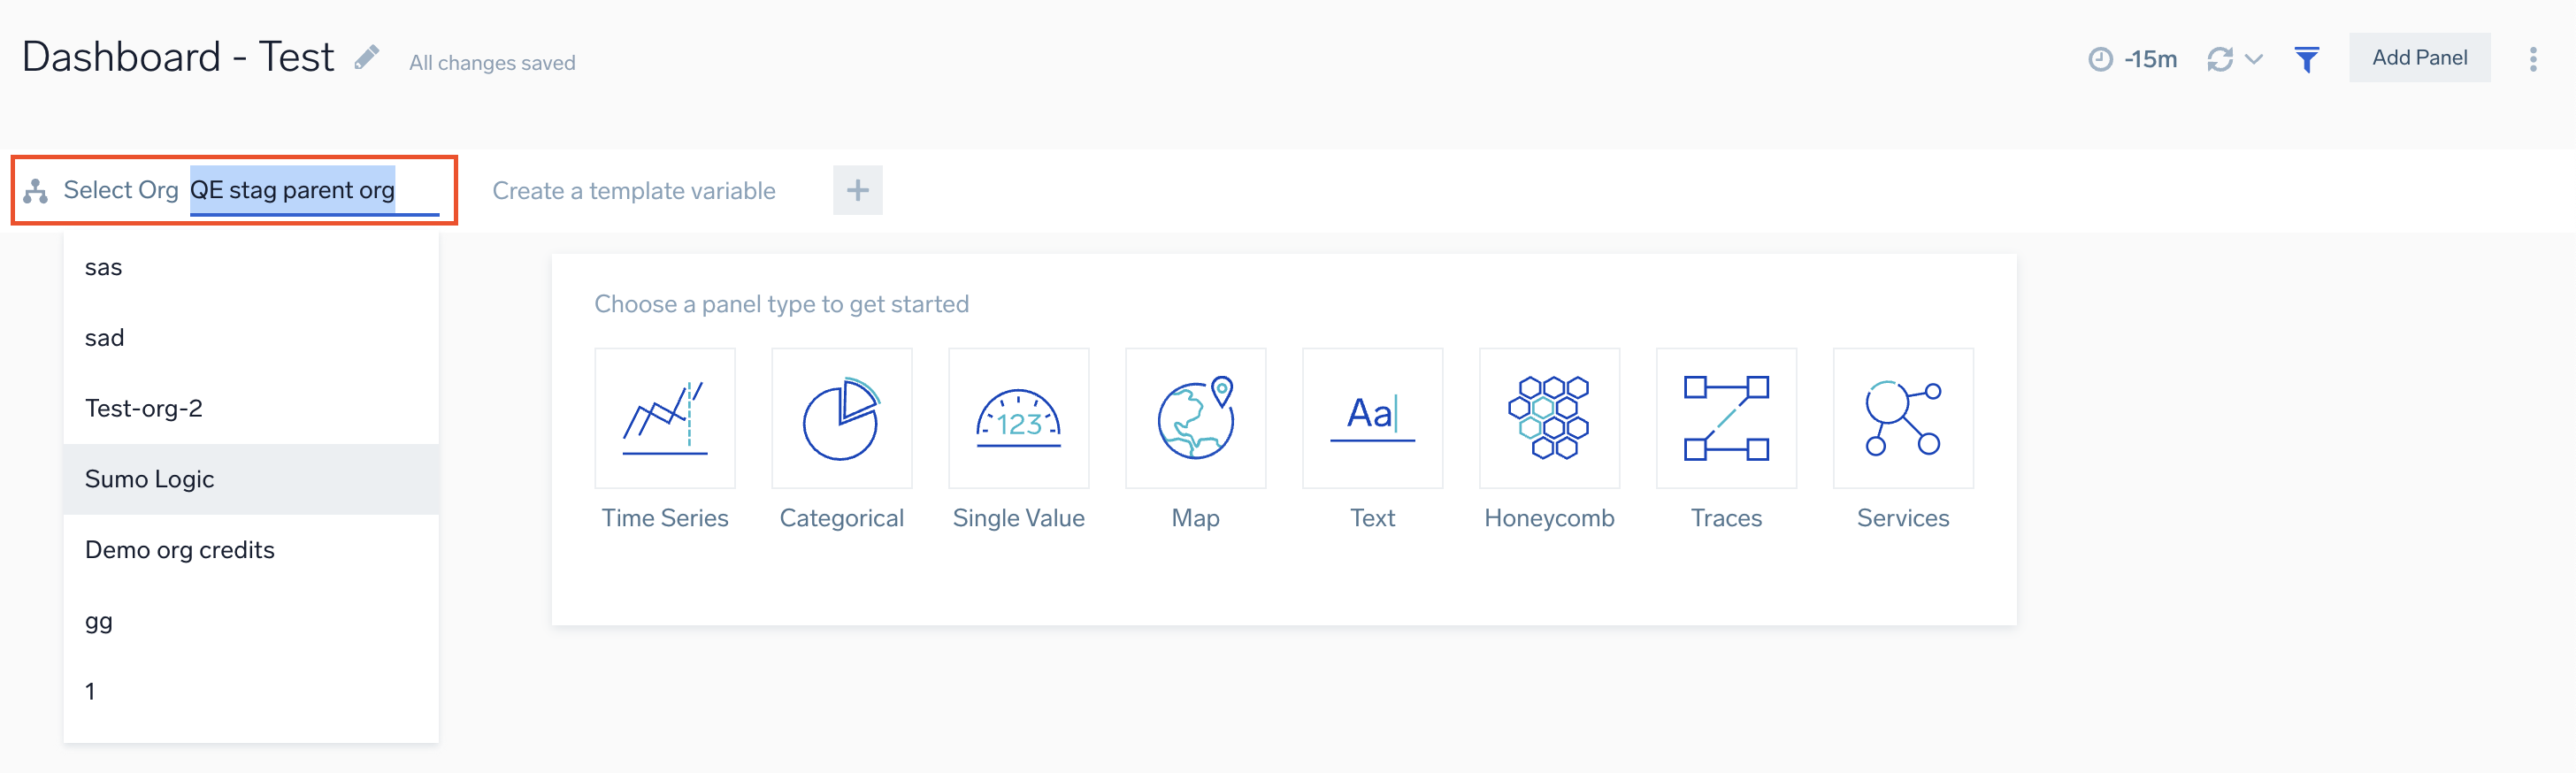 Dashboard - Test
All changes saved
-15m
Add Panel
Select Org QE stag parent org
Create a template variable
sas
sad
Test-org-2
Sumo Logic
Demo org credits
gg
1
Choose a panel type to get started
123
Aa
Time Series
Categorical
Single Value
Map
Text
Honeycomb
Traces
Services